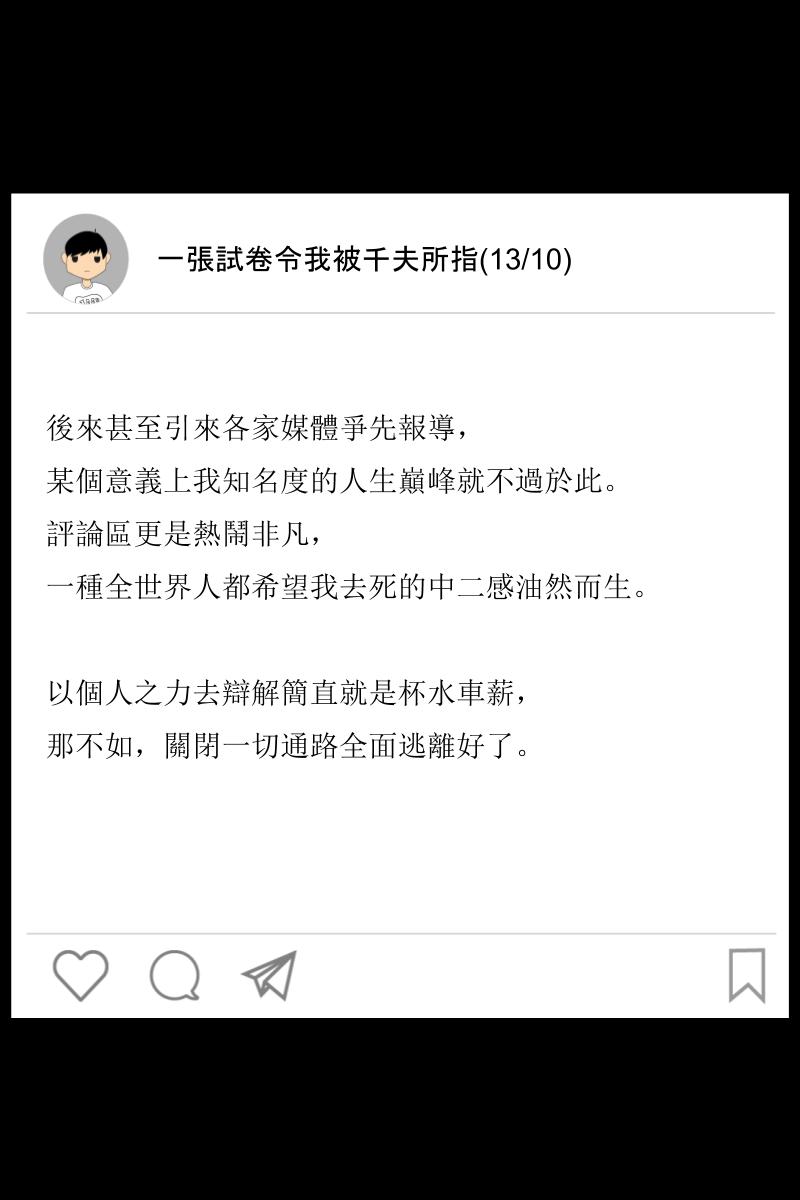 一張試卷令我被千夫所指(13/10)
後來甚至引來各家媒體爭先報導，
某個意義上我知名度的人生巔峰就不過於此。
評論區更是熱鬧非凡，
一種全世界人都希望我去死的中二感油然而生。
以個人之力去辯解簡直就是杯水車薪，
那不如，關閉一切通路全面逃離好了。